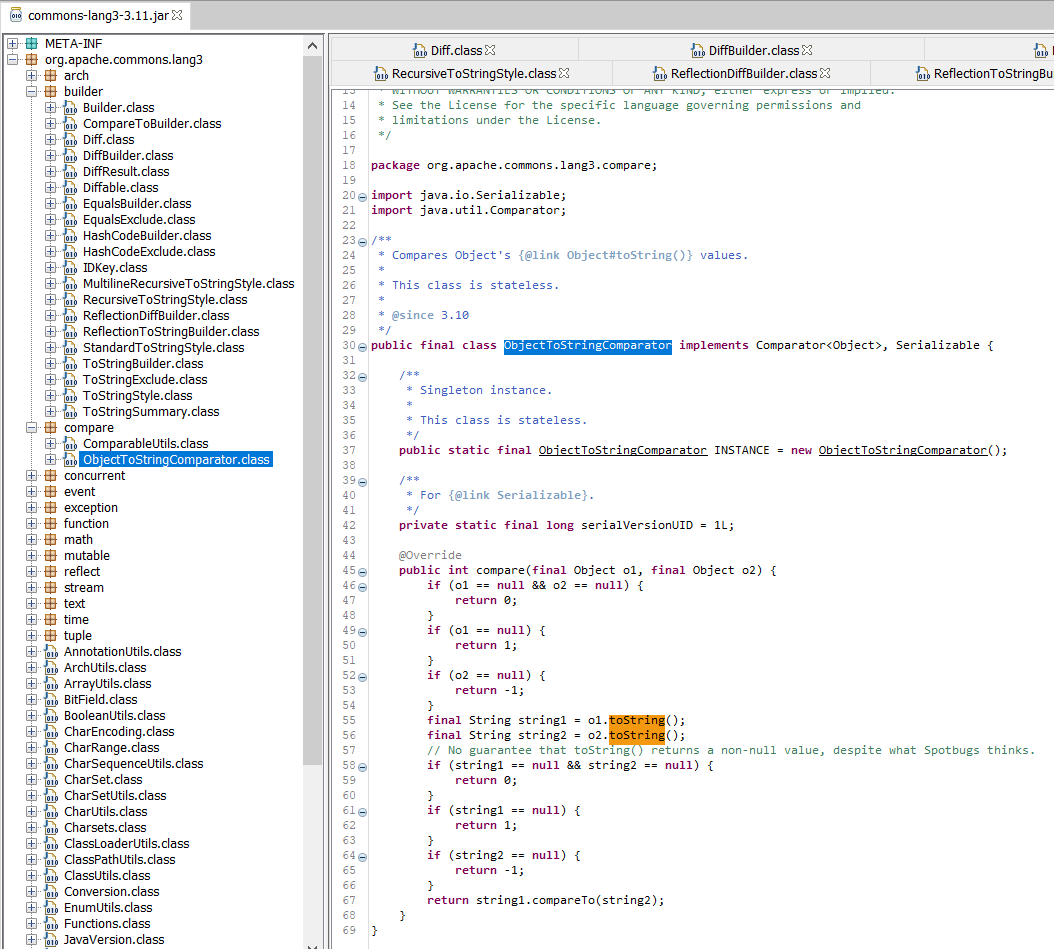 commons-lang3-3.11.jar
META-INF
org.apache.commons.lang3
arch
builder
Builder.class
CompareToBuilder.class
Diff.class
DiffBuilder.class
DiffResult.class
Diffable.class
EqualsBuilder.class
EqualsExclude.class
HashCodeBuilder.class
HashCodeExclude.class
IDKey.class
MultilineRecursiveToStringStyle.class
RecursiveToStringStyle.class
ReflectionDiffBuilder.class
ReflectionToStringBuilder.class
StandardToStringStyle.class
ToStringBuilder.class
ToStringExclude.class
ToStringStyle.class
ToStringSummary.class
compare
ComparableUtils.class
ObjectToStringComparator.class
concurrent
event
exception
function
math
mutable
reflect
stream
text
time
tuple
AnnotationUtils.class
ArchUtils.class
ArrayUtils.class
BitField.class
BooleanUtils.class
CharEncoding.class
CharRange.class
CharSequenceUtils.class
CharSet.class
CharSetUtils.class
CharUtils.class
Charsets.class
ClassLoaderUtils.class
ClassPathUtils.class
ClassUtils.class
Conversion.class
EnumUtils.class
Functions.class
JavaVersion.class
Diff.class DiffBuilder.class
RecursiveToStringStyle.class ReflectionDiffBuilder.class ReflectionToStringBu
13 * WITHOUT WARRANTIES OR CONDITIONS OF ANY KIND, either express or implied.
14 * See the License for the specific language governing permissions and
15 * limitations under the License.
16 */
17
18 package org.apache.commons.lang3.compare;
19
20 import java.io.Serializable;
21 import java.util.Comparator;
22
23 /**
24 * Compares Object's {@link Object#toString()} values.
25 *
26 * This class is stateless.
27 *
28 * @since 3.10
29 */
30 public final class ObjectToStringComparator implements Comparator<Object>, Serializable {
31
32 /**
33 * Singleton instance.
34 *
35 * This class is stateless.
36 */
37 public static final ObjectToStringComparator INSTANCE = new ObjectToStringComparator();
38
39 /**
40 * For {@link Serializable}.
41 */
42 private static final long serialVersionUID = 1L;
43
44 @Override
45 public int compare(final Object o1, final Object o2) {
46 if (o1 == null && o2 == null) {
47 return 0;
48 }
49 if (o1 == null) {
50 return 1;
51 }
52 if (o2 == null) {
53 return -1;
54 }
55 final String string1 = o1.toString();
56 final String string2 = o2.toString();
57 // No guarantee that toString() returns a non-null value, despite what Spotbugs thinks.
58 if (string1 == null && string2 == null) {
59 return 0;
60 }
61 if (string1 == null) {
62 return 1;
63 }
64 if (string2 == null) {
65 return -1;
66 }
67 return string1.compareTo(string2);
68 }
69 }